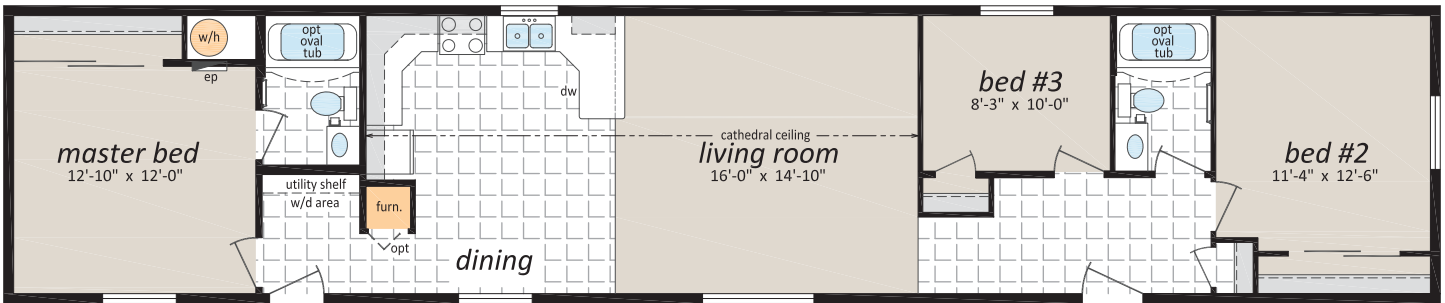 w/h
ep
opt
oval
tub
dw
master bed
12'-10" x 12'-0"
utility shelf
w/d area
furn.
opt
dining
cathedral ceiling
living room
16'-0" x 14'-10"
bed #3
8'-3" x 10'-0"
opt
oval
tub
bed #2
11'-4" x 12'-6"